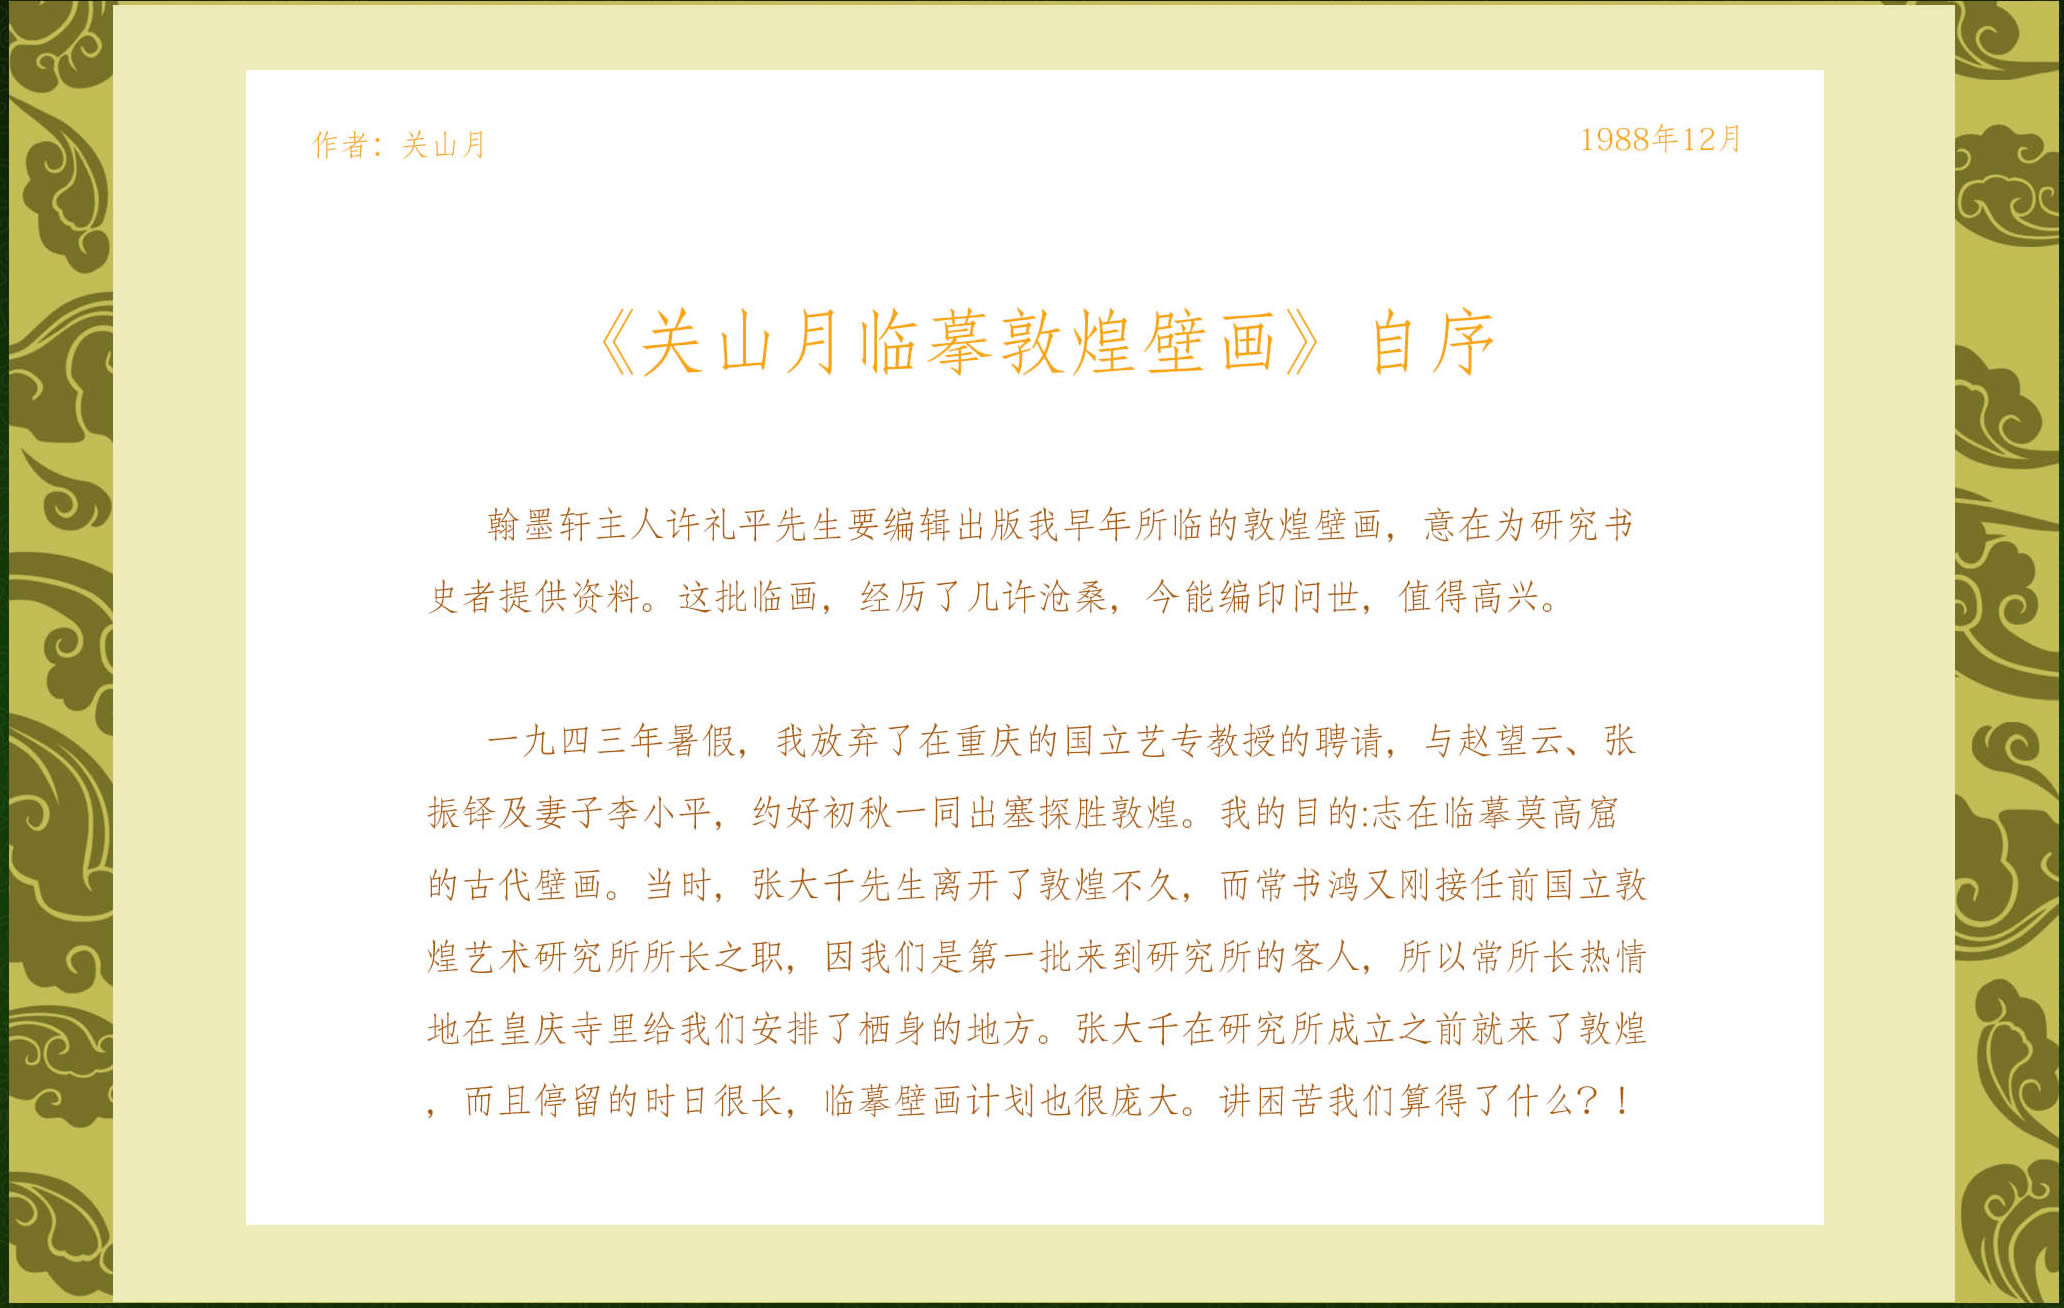 作者：关山月
1988年12月
《关山月临摹敦煌壁画》自序
翰墨轩主人许礼平先生要编辑出版我早年所临的敦煌壁画，意在为研究书
史者提供资料。这批临画，经历了几许沧桑，今能编印问世，值得高兴。
一九四三年暑假，我放弃了在重庆的国立艺专教授的聘请，与赵望云、张
振铎及妻子李小平，约好初秋一同出塞探胜敦煌。我的目的:志在临摹莫高窟
的古代壁画。当时，张大千先生离开了敦煌不久，而常书鸿又刚接任前国立敦
煌艺术研究所所长之职，因我们是第一批来到研究所的客人，所以常所长热情
地在皇庆寺里给我们安排了栖身的地方。张大千在研究所成立之前就来了敦煌
，而且停留的时日很长，临摹壁画计划也很庞大。讲困苦我们算得了什么？！